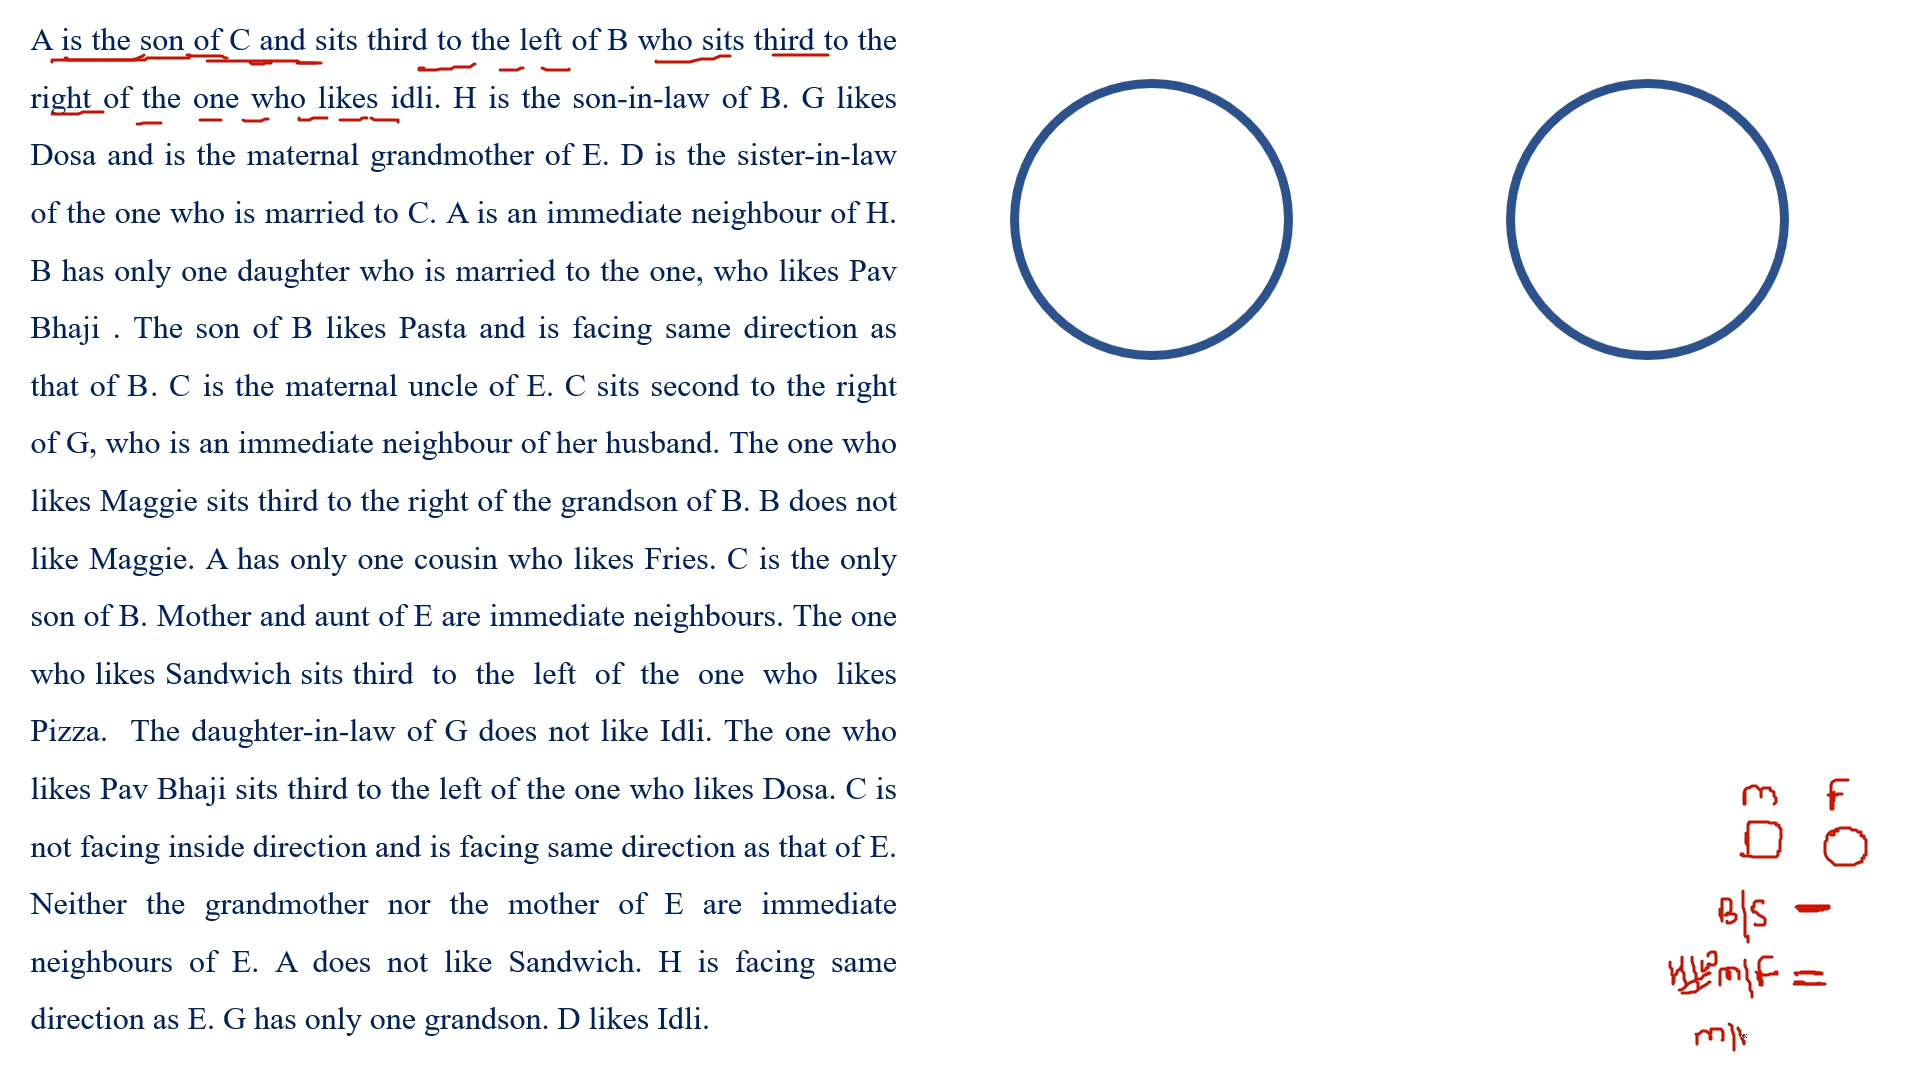 A is the son of C and sits third to the left of B who sits third to the
right of the one who likes idli. H is the son-in-law of B. G likes
Dosa and is the maternal grandmother of E. D is the sister-in-law
of the one who is married to C. A is an immediate neighbour of H.
B has only one daughter who is married to the one, who likes Pav
Bhaji . The son of B likes Pasta and is facing same direction as
that of B. C is the maternal uncle of E. C sits second to the right
of G, who is an immediate neighbour of her husband. The one who
likes Maggie sits third to the right of the grandson of B. B does not
like Maggie. A has only one cousin who likes Fries. C is the only
son of B. Mother and aunt of E are immediate neighbours. The one
who likes Sandwich sits third to the left of the one who likes
Pizza. The daughter-in-law of G does not like Idli. The one who
likes Pav Bhaji sits third to the left of the one who likes Dosa. C is
not facing inside direction and is facing same direction as that of E.
Neither the grandmother nor the mother of E are immediate
neighbours of E. A does not like Sandwich. H is facing same
direction as E. G has only one grandson. D likes Idli.
m F
B|S –
m|F =